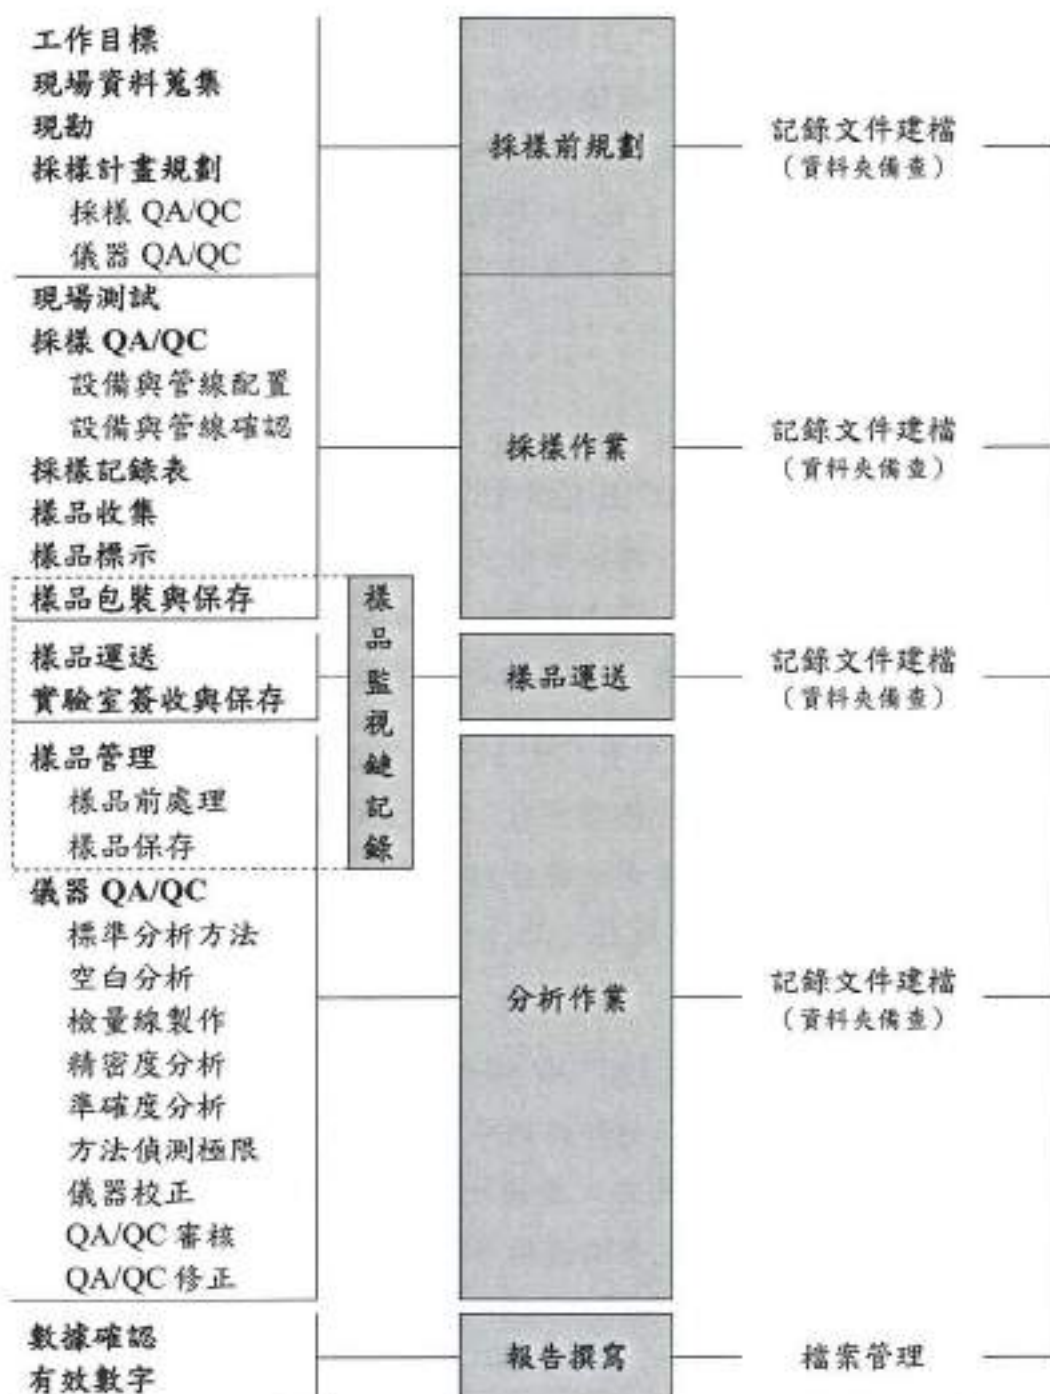 工作目標
現場資料蒐集
現勘
採樣計畫規劃
採樣 QA/QC
儀器 QA/QC
採樣前規劃
記錄文件建檔
（資料夾備查）
現場測試
採樣 QA/QC
設備與管線配置
設備與管線確認
採樣記錄表
樣品收集
樣品標示
樣品包裝與保存
採樣作業
記錄文件建檔
（資料夾備查）
樣品運送
實驗室簽收與保存
樣品監視鏈記錄
樣品運送
記錄文件建檔
（資料夾備查）
樣品管理
樣品前處理
樣品保存
儀器 QA/QC
標準分析方法
空白分析
檢量線製作
精密度分析
準確度分析
方法偵測極限
儀器校正
QA/QC 審核
QA/QC 修正
分析作業
記錄文件建檔
（資料夾備查）
數據確認
有效數字
報告撰寫
檔案管理